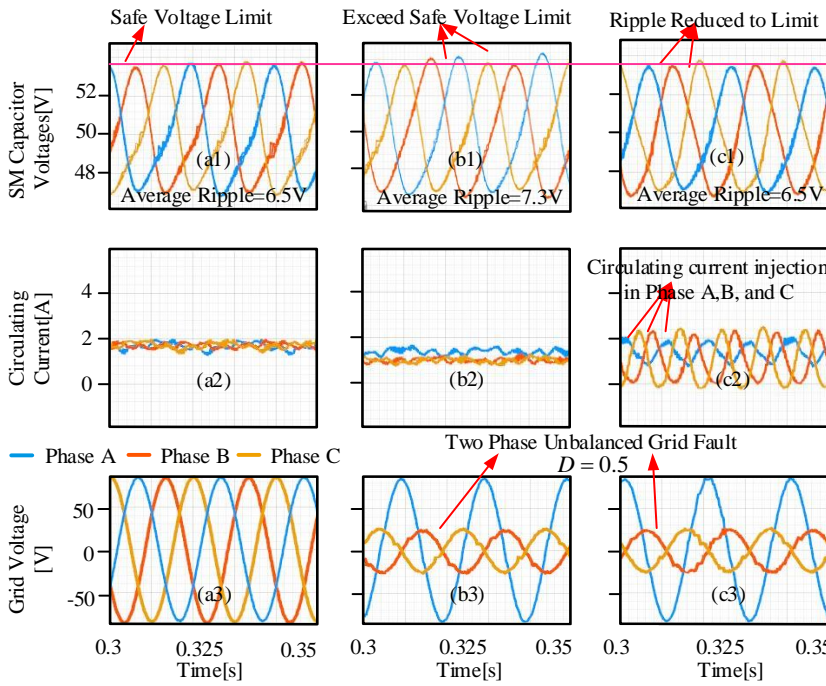 Safe Voltage Limit
Exceed Safe Voltage Limit
Ripple Reduced to Limit
SM Capacitor
Voltages[V]
52
50
48
(a1)
Average Ripple=6.5V
(b1)
Average Ripple=7.3V
(c1)
Average Ripple=6.5V
Circulating
Current[A]
4
2
0
(a2)
(b2)
Circulating current injection
in Phase A,B, and C
(c2)
Phase A
Phase B
Phase C
Two Phase Unbalanced Grid Fault
D = 0.5
Grid Voltage
[V]
50
0
-50
(a3)
(b3)
(c3)
0.3
0.325
0.35
0.3
0.325
0.35
0.3
0.325
0.35
Time[s]
Time[s]
Time[s]